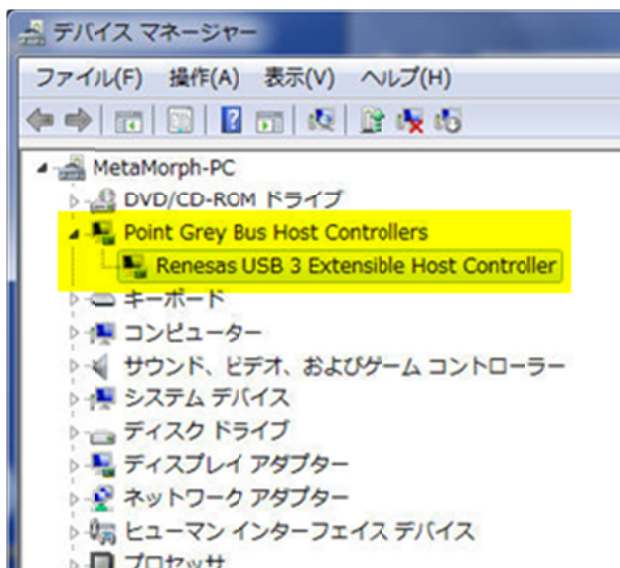 デバイス マネージャー
ファイル(F) 操作(A) 表示(V) ヘルプ(H)
MetaMorph-PC
DVD/CD-ROM ドライブ
Point Grey Bus Host Controllers
Renesas USB 3 Extensible Host Controller
キーボード
コンピューター
サウンド、ビデオ、およびゲーム コントローラー
システム デバイス
ディスク ドライブ
ディスプレイ アダプター
ネットワーク アダプター
ヒューマン インターフェイス デバイス
プロセッサ